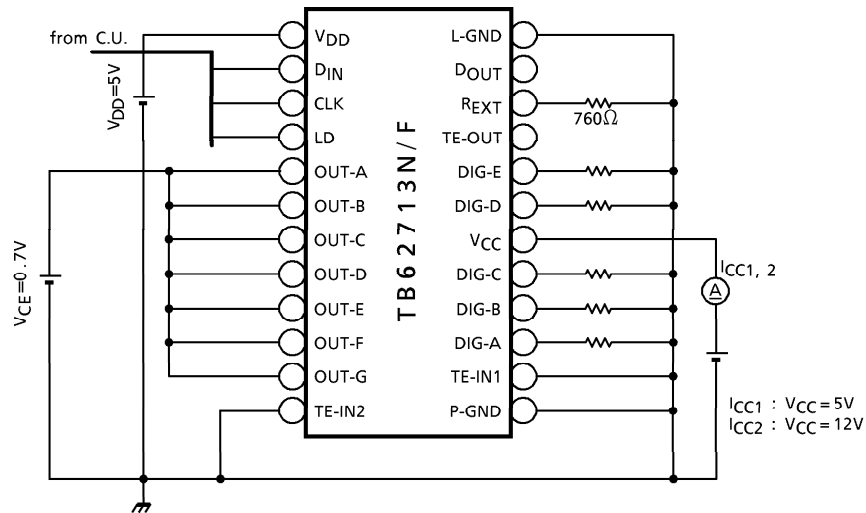 from C.U.
VDD=5V
VCE=0.7V
VDD
DIN
CLK
LD
OUT-A
OUT-B
OUT-C
OUT-D
OUT-E
OUT-F
OUT-G
TE-IN2
TB62713N/F
L-GND
DOUT
REXT
TE-OUT
DIG-E
DIG-D
VCC
DIG-C
DIG-B
DIG-A
TE-IN1
P-GND
760Ω
ICC1, 2
A
ICC1 : VCC=5V
ICC2 : VCC=12V